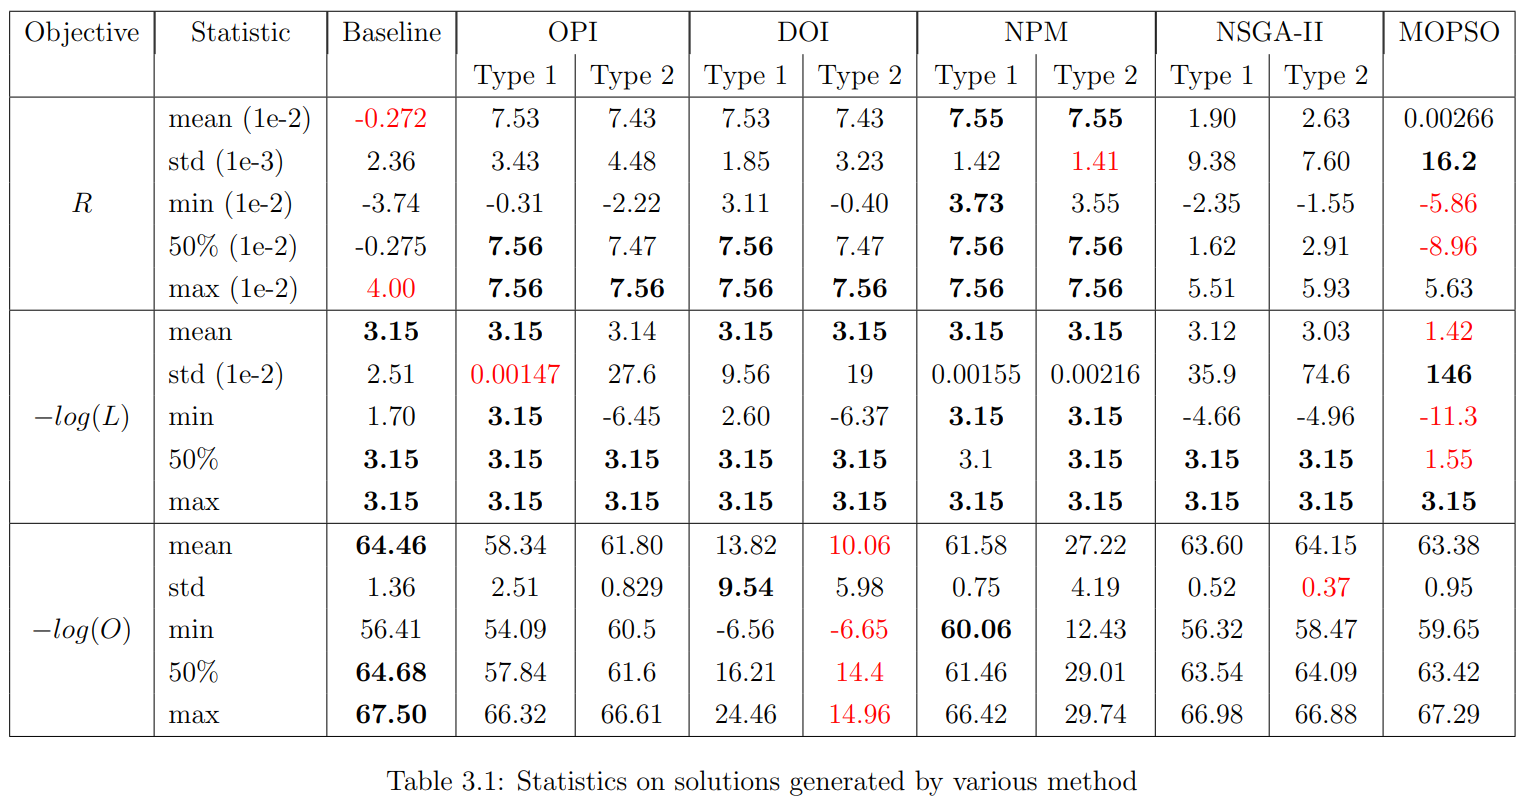 Objective Statistic Baseline OPI DOI NPM NSGA-II MOPSO
Type 1 Type 2 Type 1 Type 2 Type 1 Type 2 Type 1 Type 2
mean (1e-2) -0.272 7.53 7.43 7.53 7.43 7.55 7.55 1.90 2.63 0.00266
std (1e-3) 2.36 3.43 4.48 1.85 3.23 1.42 1.41 9.38 7.60 16.2
R min (1e-2) -3.74 -0.31 -2.22 3.11 -0.40 3.73 3.55 -2.35 -1.55 -5.86
50% (1e-2) -0.275 7.56 7.47 7.56 7.47 7.56 7.56 1.62 2.91 -8.96
max (1e-2) 4.00 7.56 7.56 7.56 7.56 7.56 7.56 5.51 5.93 5.63
mean 3.15 3.15 3.14 3.15 3.15 3.15 3.15 3.12 3.03 1.42
std (1e-2) 2.51 0.00147 27.6 9.56 19 0.00155 0.00216 35.9 74.6 146
−log(L) min 1.70 3.15 -6.45 2.60 -6.37 3.15 3.15 -4.66 -4.96 -11.3
50% 3.15 3.15 3.15 3.15 3.15 3.1 3.15 3.15 3.15 1.55
max 3.15 3.15 3.15 3.15 3.15 3.15 3.15 3.15 3.15 3.15
mean 64.46 58.34 61.80 13.82 10.06 61.58 27.22 63.60 64.15 63.38
std 1.36 2.51 0.829 9.54 5.98 0.75 4.19 0.52 0.37 0.95
−log(O) min 56.41 54.09 60.5 -6.56 -6.65 60.06 12.43 56.32 58.47 59.65
50% 64.68 57.84 61.6 16.21 14.4 61.46 29.01 63.54 64.09 63.42
max 67.50 66.32 66.61 24.46 14.96 66.42 29.74 66.98 66.88 67.29
Table 3.1: Statistics on solutions generated by various method